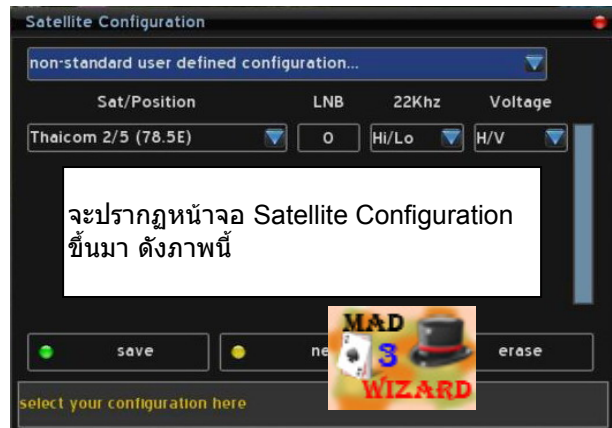 Satellite Configuration
non-standard user defined configuration...
Sat/Position LNB 22Khz Voltage
Thaicom 2/5 (78.5E) 0 Hi/Lo H/V
จะปรากฏหน้าจอ Satellite Configuration
ขึ้นมา ดังภาพนี้
save ne erase
MAD
3
WIZARD
select your configuration here